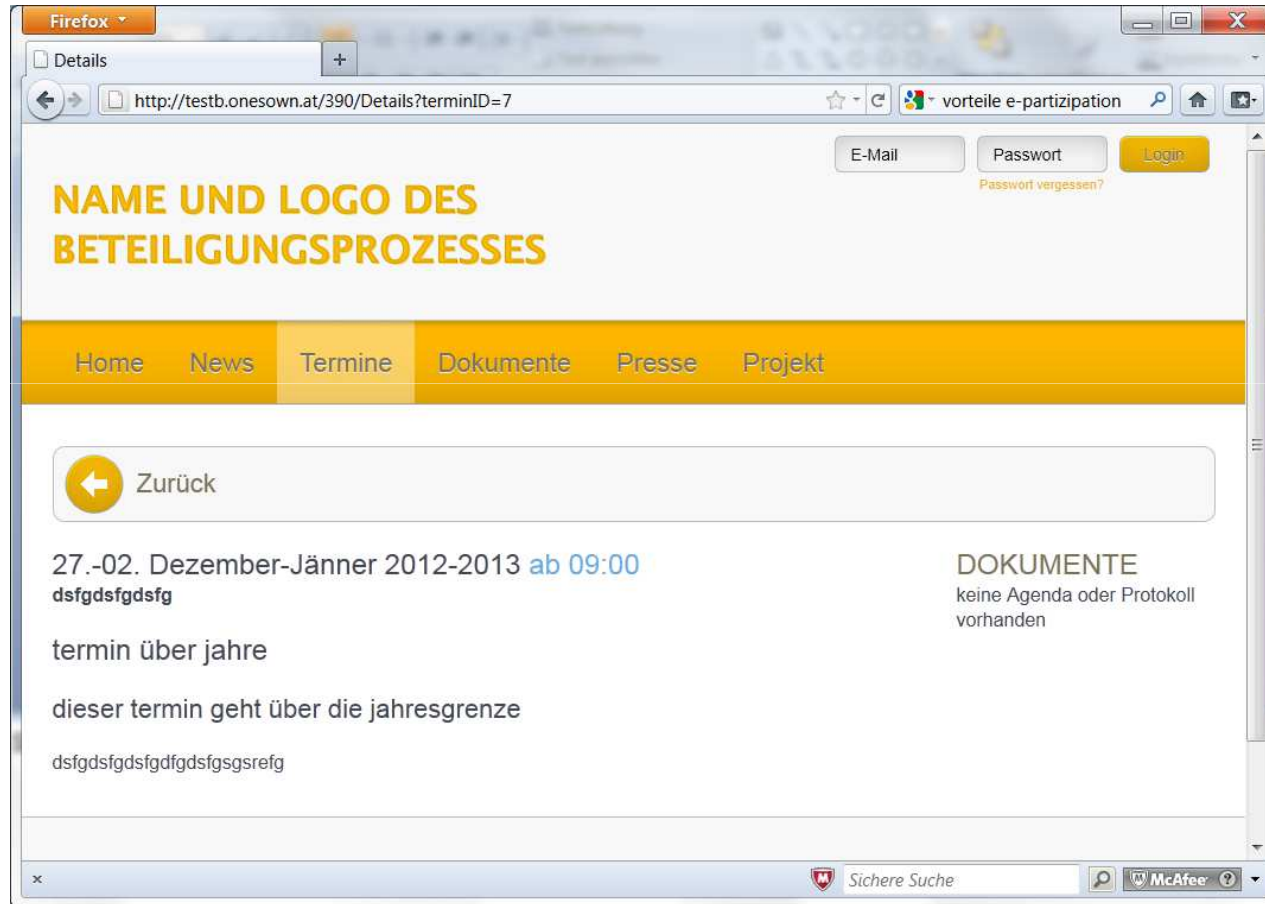 Firefox
Details
http://testb.onesown.at/390/Details?terminID=7
vorteile e-partizipation
E-Mail
Passwort
Login
Passwort vergessen?
NAME UND LOGO DES
BETEILIGUNGSPROZESSES
Home News Termine Dokumente Presse Projekt
Zurück
27.-02. Dezember-Jänner 2012-2013 ab 09:00
dsfgdsfgdsfg
termin über jahre
dieser termin geht über die jahresgrenze
dsfgdsfgdsfgdfgdsfgsgsrefg
DOKUMENTE
keine Agenda oder Protokoll
vorhanden
Sichere Suche
McAfee